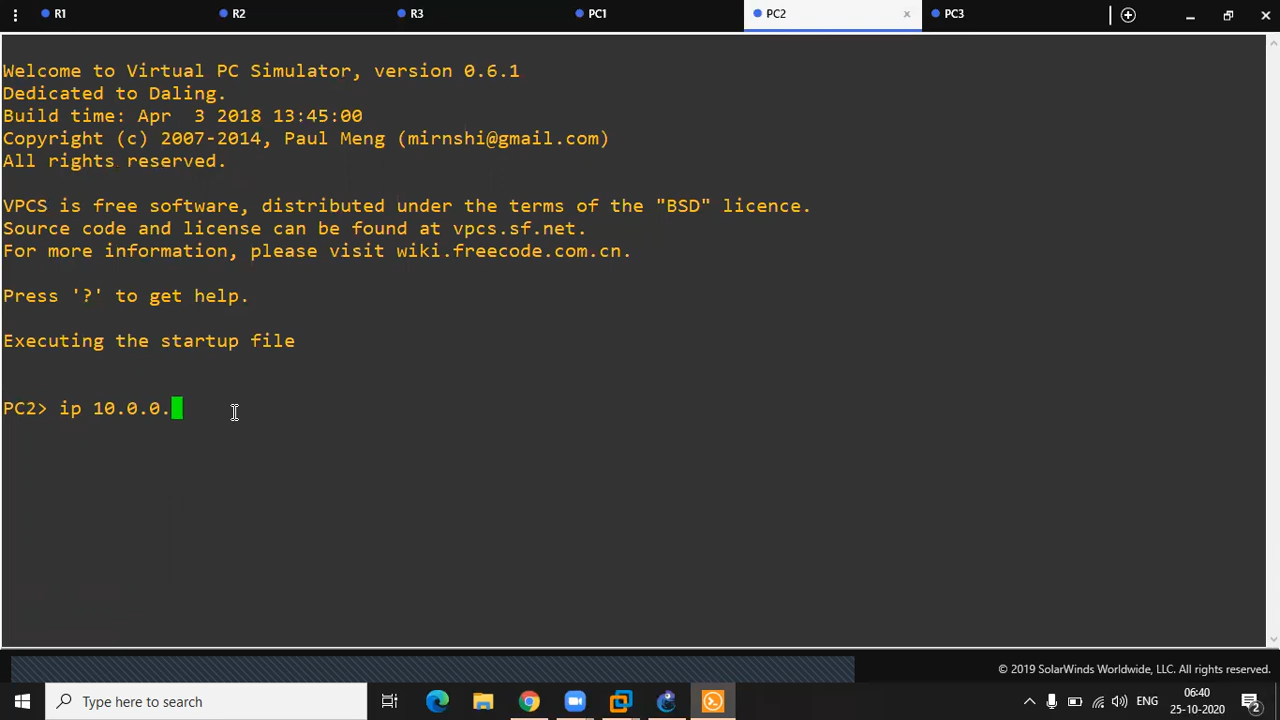 R1
R2
R3
PC1
PC2
PC3
Welcome to Virtual PC Simulator, version 0.6.1
Dedicated to Daling.
Build time: Apr  3 2018 13:45:00
Copyright (c) 2007-2014, Paul Meng (mirnshi@gmail.com)
All rights reserved.
VPCS is free software, distributed under the terms of the "BSD" licence.
Source code and license can be found at vpcs.sf.net.
For more information, please visit wiki.freecode.com.cn.
Press '?' to get help.
Executing the startup file
PC2> ip 10.0.0.
© 2019 SolarWinds Worldwide, LLC. All rights reserved.
Type here to search
ENG
06:40
25-10-2020
2